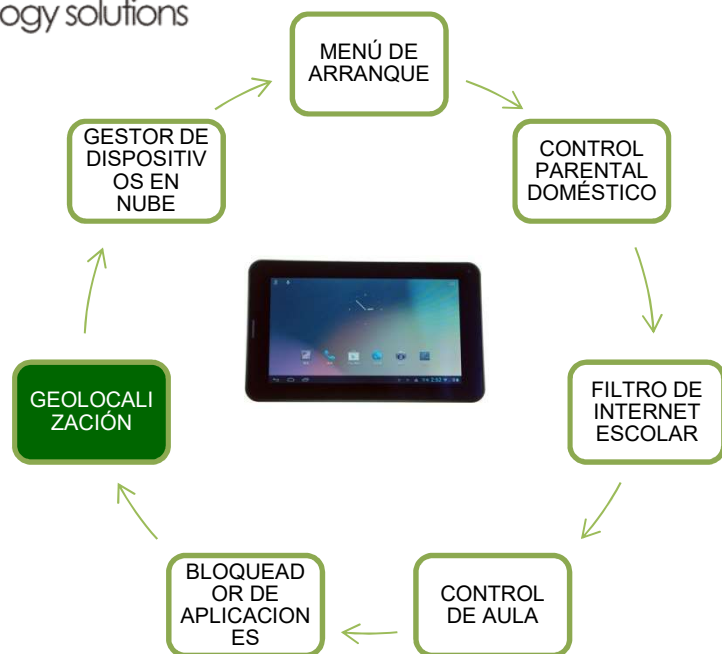 ogy solutions
MENÚ DE
ARRANQUE
CONTROL
PARENTAL
DOMÉSTICO
FILTRO DE
INTERNET
ESCOLAR
CONTROL
DE AULA
BLOQUEAD
OR DE
APLICACION
ES
GEOLOCALI
ZACIÓN
GESTOR DE
DISPOSITIV
OS EN
NUBE